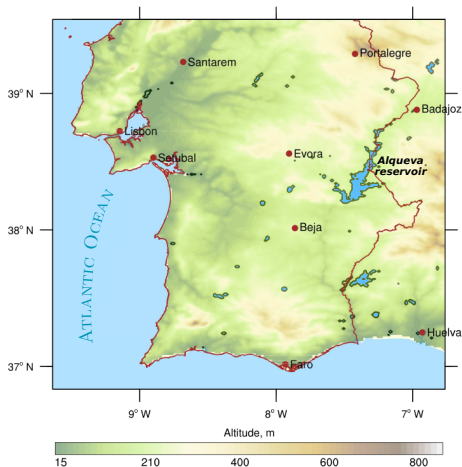 Santarem
Portalegre
39° N
Badajoz
Lisbon
Setubal
Evora
Alqueva
reservoir
ATLANTIC OCEAN
38° N
Beja
Huelva
37° N
Faro
9° W
8° W
7° W
Altitude, m
15
210
400
600
800